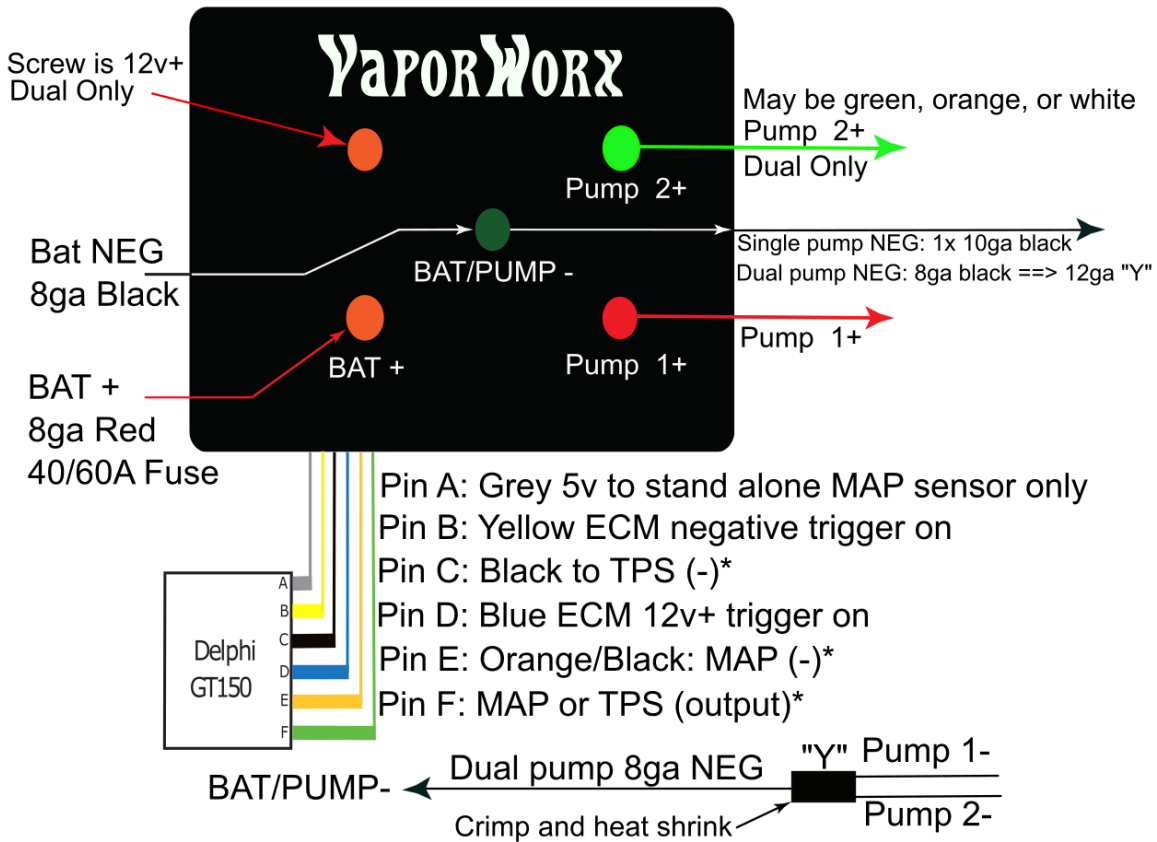 VAPORWORX
Screw is 12v+
Dual Only
May be green, orange, or white
Pump 2+
Dual Only
Pump 2+
Bat NEG
8ga Black
BAT/PUMP -
Single pump NEG: 1x 10ga black
Dual pump NEG: 8ga black ==> 12ga "Y"
BAT +
Pump 1+
Pump 1+
BAT +
8ga Red
40/60A Fuse
Pin A: Grey 5v to stand alone MAP sensor only
Pin B: Yellow ECM negative trigger on
Pin C: Black to TPS (-)*
Pin D: Blue ECM 12v+ trigger on
Pin E: Orange/Black: MAP (-)*
Pin F: MAP or TPS (output)*
Delphi
GT150
A
B
C
D
E
F
BAT/PUMP-
Dual pump 8ga NEG
"Y"
Pump 1-
Pump 2-
Crimp and heat shrink